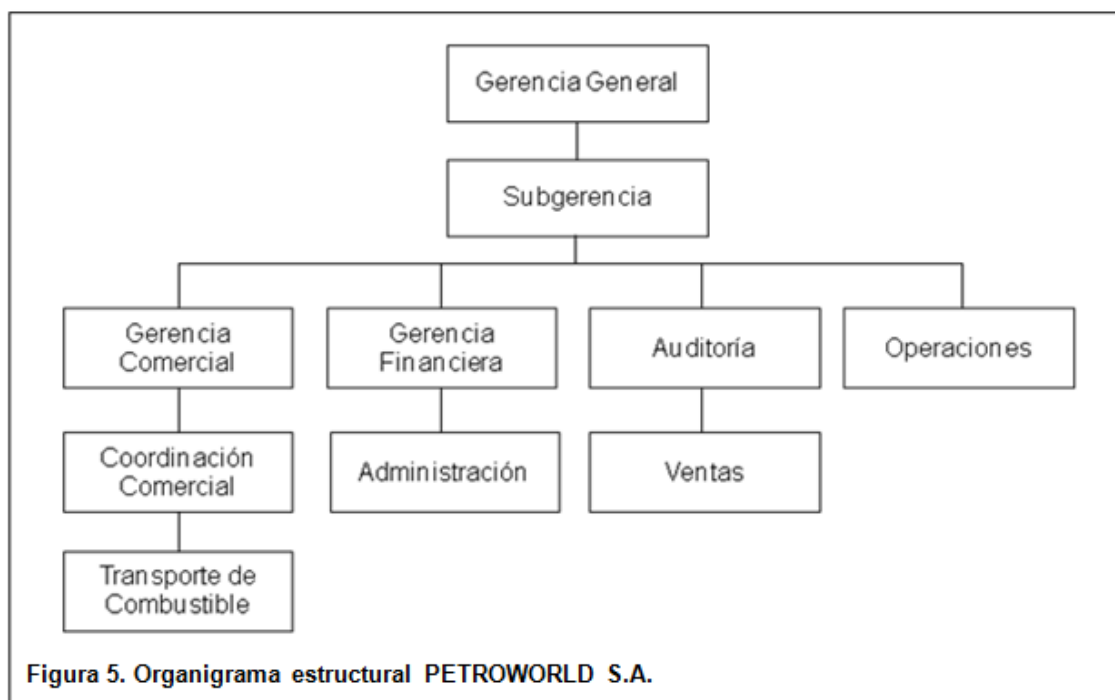 Gerencia General
Subgerencia
Gerencia
Comercial
Gerencia
Financiera
Auditoría
Operaciones
Coordinación
Comercial
Administración
Ventas
Transporte de
Combustible
Figura 5. Organigrama estructural PETROWORLD S.A.